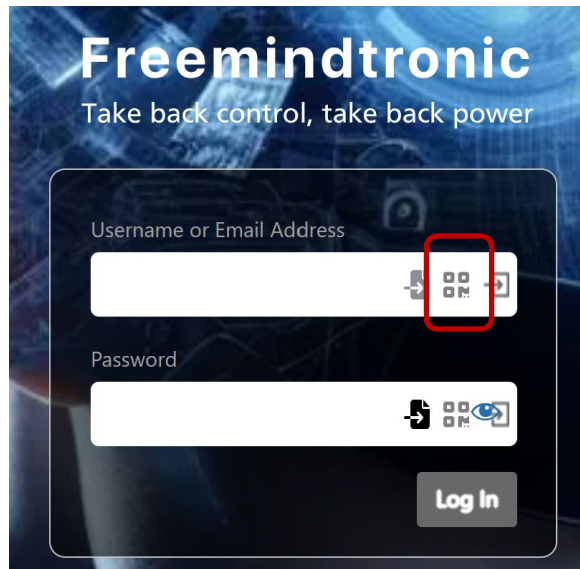 Freemindtronic
Take back control, take back power
Username or Email Address
Password
Log In